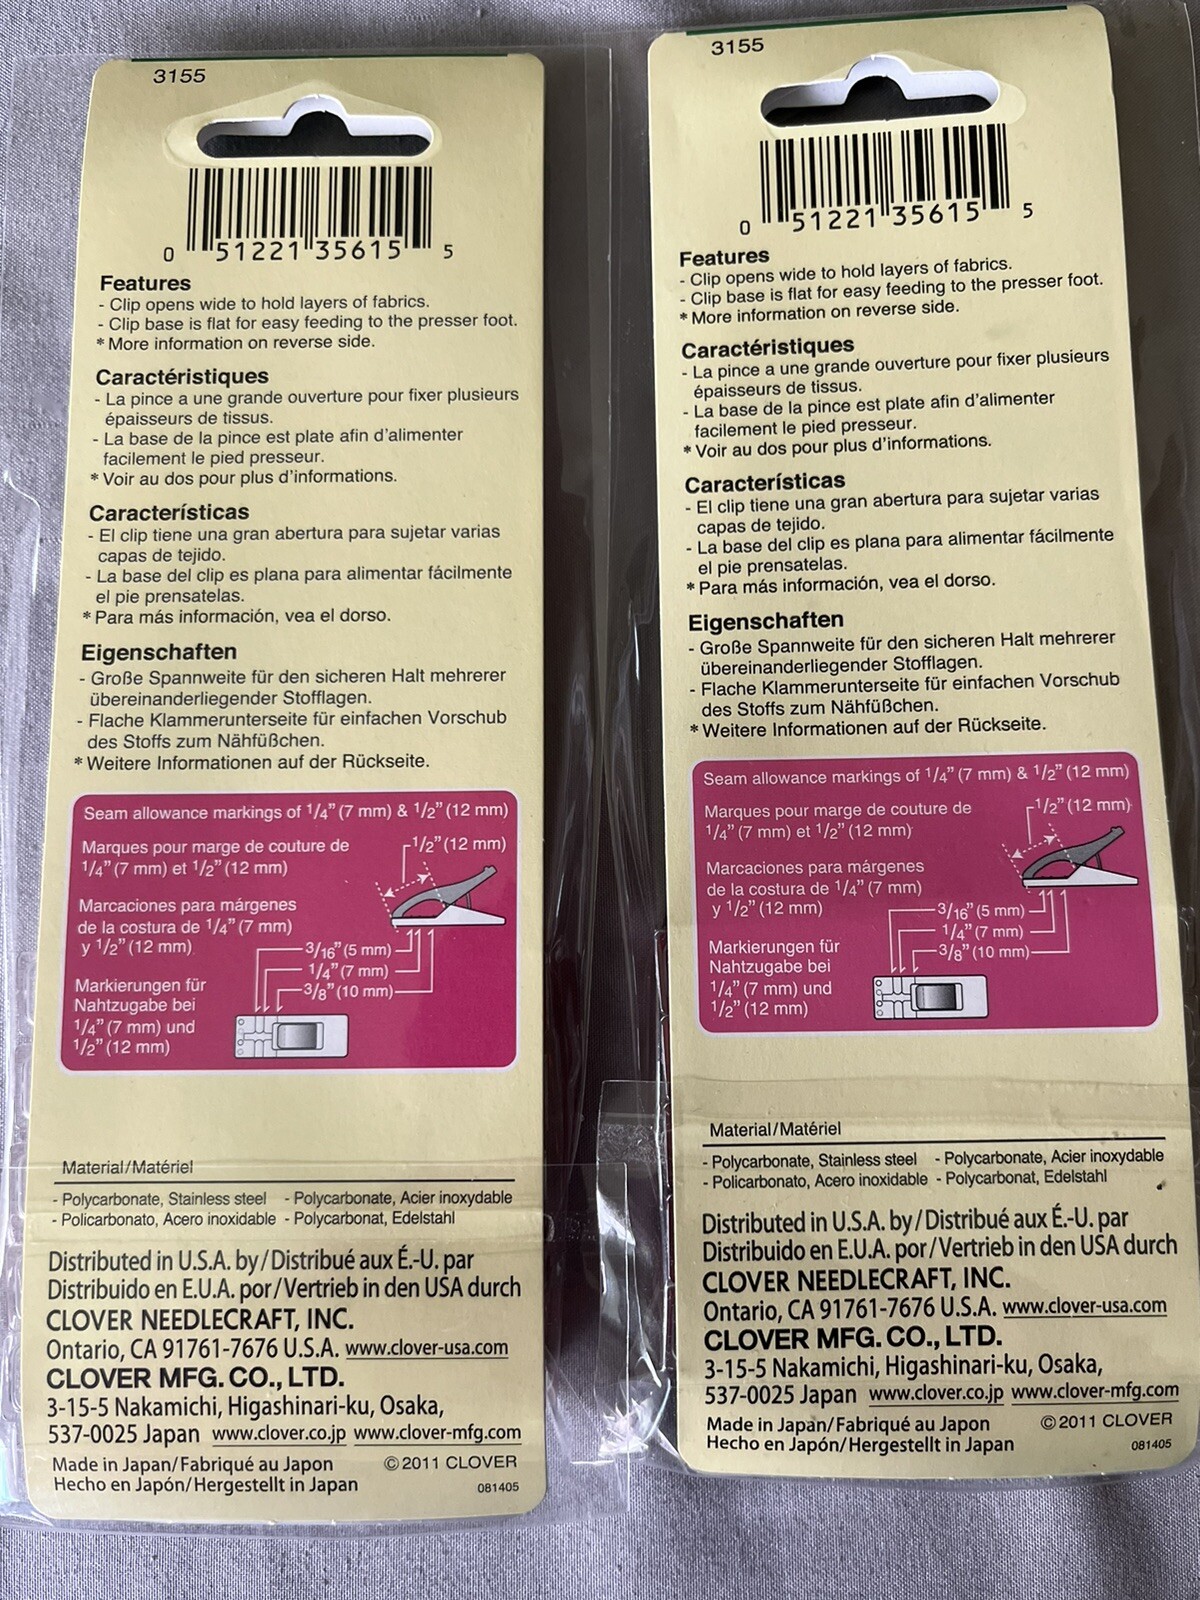 3155
0 51221 35615 5
Features
- Clip opens wide to hold layers of fabrics.
- Clip base is flat for easy feeding to the presser foot.
* More information on reverse side.
Caractéristiques
- La pince a une grande ouverture pour fixer plusieurs
épaisseurs de tissus.
- La base de la pince est plate afin d'alimenter
facilement le pied presseur.
* Voir au dos pour plus d'informations.
Características
- El clip tiene una gran abertura para sujetar varias
capas de tejido.
- La base del clip es plana para alimentar fácilmente
el pie prensatelas.
* Para más información, vea el dorso.
Eigenschaften
- Große Spannweite für den sicheren Halt mehrerer
übereinanderliegender Stofflagen.
- Flache Klammerunterseite für einfachen Vorschub
des Stoffs zum Nähfüßchen.
* Weitere Informationen auf der Rückseite.
Seam allowance markings of 1/4" (7 mm) & 1/2" (12 mm)
Marques pour marge de couture de
1/4" (7 mm) et 1/2" (12 mm)
1/2" (12 mm)
Marcaciones para márgenes
de la costura de 1/4" (7 mm)
y 1/2" (12 mm)
3/16" (5 mm)
1/4" (7 mm)
3/8" (10 mm)
Markierungen für
Nahtzugabe bei
1/4" (7 mm) und
1/2" (12 mm)
Material/Matériel
- Polycarbonate, Stainless steel - Polycarbonate, Acier inoxydable
- Policarbonato, Acero inoxidable - Polycarbonat, Edelstahl
Distributed in U.S.A. by/Distribué aux É.-U. par
Distribuido en E.U.A. por/Vertrieb in den USA durch
CLOVER NEEDLECRAFT, INC.
Ontario, CA 91761-7676 U.S.A. www.clover-usa.com
CLOVER MFG. CO., LTD.
3-15-5 Nakamichi, Higashinari-ku, Osaka,
537-0025 Japan www.clover.co.jp www.clover-mfg.com
Made in Japan/Fabriqué au Japon © 2011 CLOVER
Hecho en Japón/Hergestellt in Japan 081405
3155
0 51221 35615 5
Features
- Clip opens wide to hold layers of fabrics.
- Clip base is flat for easy feeding to the presser foot.
* More information on reverse side.
Caractéristiques
- La pince a une grande ouverture pour fixer plusieurs
épaisseurs de tissus.
- La base de la pince est plate afin d'alimenter
facilement le pied presseur.
* Voir au dos pour plus d'informations.
Características
- El clip tiene una gran abertura para sujetar varias
capas de tejido.
- La base del clip es plana para alimentar fácilmente
el pie prensatelas.
* Para más información, vea el dorso.
Eigenschaften
- Große Spannweite für den sicheren Halt mehrerer
übereinanderliegender Stofflagen.
- Flache Klammerunterseite für einfachen Vorschub
des Stoffs zum Nähfüßchen.
* Weitere Informationen auf der Rückseite.
Seam allowance markings of 1/4" (7 mm) & 1/2" (12 mm)
Marques pour marge de couture de
1/4" (7 mm) et 1/2" (12 mm)
1/2" (12 mm)
Marcaciones para márgenes
de la costura de 1/4" (7 mm)
y 1/2" (12 mm)
3/16" (5 mm)
1/4" (7 mm)
3/8" (10 mm)
Markierungen für
Nahtzugabe bei
1/4" (7 mm) und
1/2" (12 mm)
Material/Matériel
- Polycarbonate, Stainless steel - Polycarbonate, Acier inoxydable
- Policarbonato, Acero inoxidable - Polycarbonat, Edelstahl
Distributed in U.S.A. by/Distribué aux É.-U. par
Distribuido en E.U.A. por/Vertrieb in den USA durch
CLOVER NEEDLECRAFT, INC.
Ontario, CA 91761-7676 U.S.A. www.clover-usa.com
CLOVER MFG. CO., LTD.
3-15-5 Nakamichi, Higashinari-ku, Osaka,
537-0025 Japan www.clover.co.jp www.clover-mfg.com
Made in Japan/Fabriqué au Japon © 2011 CLOVER
Hecho en Japón/Hergestellt in Japan 081405